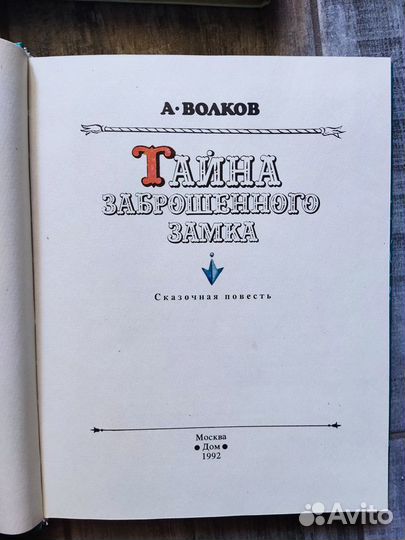 А·ВОЛКОВ
ТАЙНА
ЗАБРОШЕННОГО
ЗАМКА
Сказочная повесть
Москва
•Дом•
1992
Avito